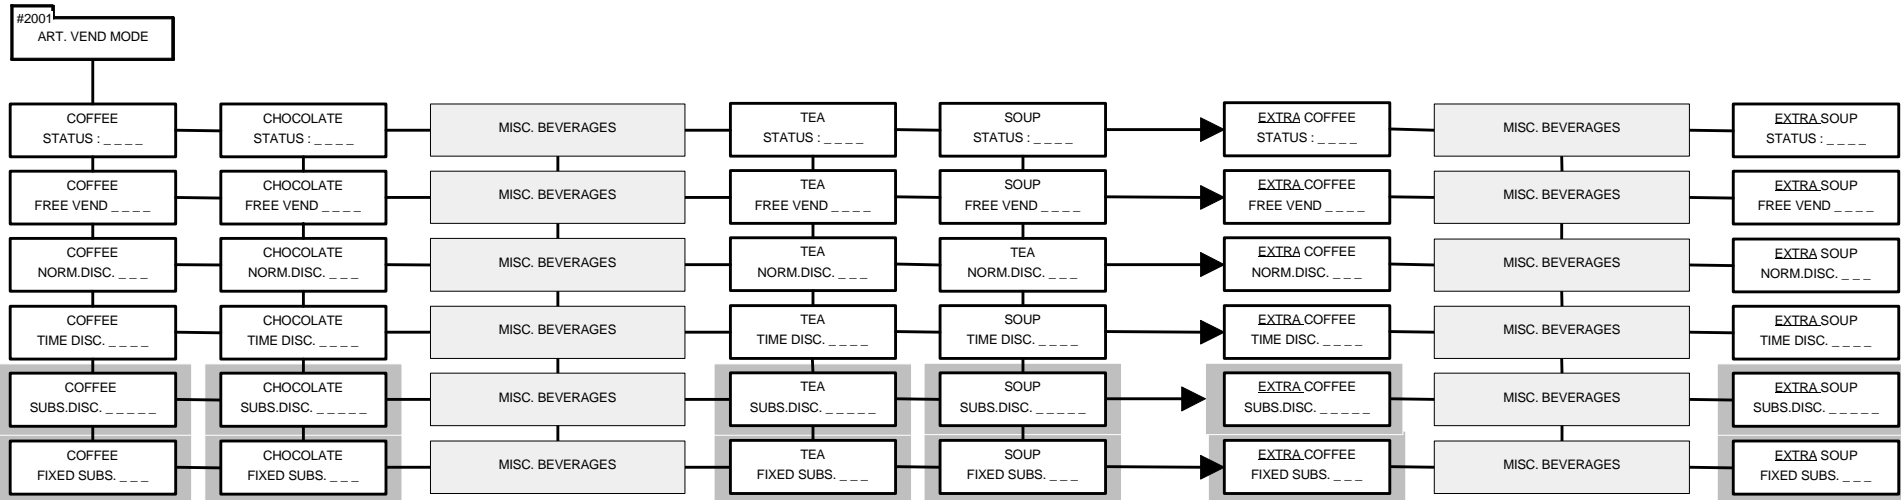 #2001
ART. VEND MODE
COFFEE
STATUS : _ _ _ _
CHOCOLATE
STATUS : _ _ _ _
MISC. BEVERAGES
TEA
STATUS : _ _ _ _
SOUP
STATUS : _ _ _ _
EXTRA COFFEE
STATUS : _ _ _ _
MISC. BEVERAGES
EXTRA SOUP
STATUS : _ _ _ _
COFFEE
FREE VEND _ _ _ _
CHOCOLATE
FREE VEND _ _ _ _
MISC. BEVERAGES
TEA
FREE VEND _ _ _ _
SOUP
FREE VEND _ _ _ _
EXTRA COFFEE
FREE VEND _ _ _ _
MISC. BEVERAGES
EXTRA SOUP
FREE VEND _ _ _ _
COFFEE
NORM.DISC. _ _ _
CHOCOLATE
NORM.DISC. _ _ _
MISC. BEVERAGES
TEA
NORM.DISC. _ _ _
TEA
NORM.DISC. _ _ _
EXTRA COFFEE
NORM.DISC. _ _ _
MISC. BEVERAGES
EXTRA SOUP
NORM.DISC. _ _ _
COFFEE
TIME DISC. _ _ _ _
CHOCOLATE
TIME DISC. _ _ _ _
MISC. BEVERAGES
TEA
TIME DISC. _ _ _ _
SOUP
TIME DISC. _ _ _ _
EXTRA COFFEE
TIME DISC. _ _ _ _
MISC. BEVERAGES
EXTRA SOUP
TIME DISC. _ _ _ _
COFFEE
SUBS.DISC. _ _ _ _ _
CHOCOLATE
SUBS.DISC. _ _ _ _ _
MISC. BEVERAGES
TEA
SUBS.DISC. _ _ _ _ _
SOUP
SUBS.DISC. _ _ _ _ _
EXTRA COFFEE
SUBS.DISC. _ _ _ _ _
MISC. BEVERAGES
EXTRA SOUP
SUBS.DISC. _ _ _ _ _
COFFEE
FIXED SUBS. _ _ _
CHOCOLATE
FIXED SUBS. _ _ _
MISC. BEVERAGES
TEA
FIXED SUBS. _ _ _
SOUP
FIXED SUBS. _ _ _
EXTRA COFFEE
FIXED SUBS. _ _ _
MISC. BEVERAGES
EXTRA SOUP
FIXED SUBS. _ _ _